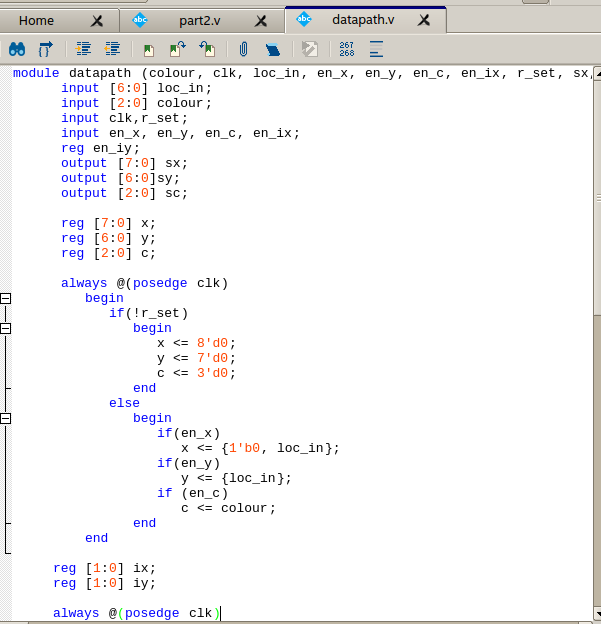 Home part2.v datapath.v
267
268
module datapath (colour, clk, loc_in, en_x, en_y, en_c, en_ix, r_set, sx,
input [6:0] loc_in;
input [2:0] colour;
input clk,r_set;
input en_x, en_y, en_c, en_ix;
reg en_iy;
output [7:0] sx;
output [6:0]sy;
output [2:0] sc;
reg [7:0] x;
reg [6:0] y;
reg [2:0] c;
always @(posedge clk)
begin
if(!r_set)
begin
x <= 8'd0;
y <= 7'd0;
c <= 3'd0;
end
else
begin
if(en_x)
x <= {1'b0, loc_in};
if(en_y)
y <= {loc_in};
if (en_c)
c <= colour;
end
end
reg [1:0] ix;
reg [1:0] iy;
always @(posedge clk)